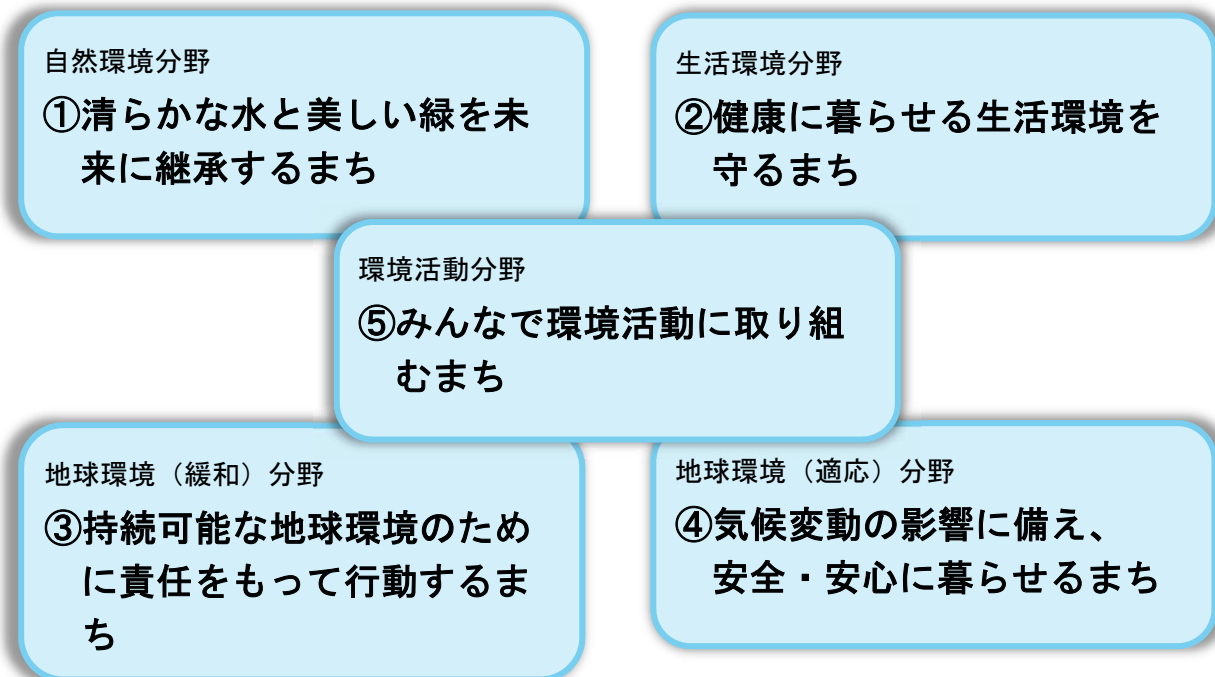 自然環境分野
①清らかな水と美しい緑を未
来に継承するまち
生活環境分野
②健康に暮らせる生活環境を
守るまち
環境活動分野
⑤みんなで環境活動に取り組
むまち
地球環境（緩和）分野
③持続可能な地球環境のため
に責任をもって行動するま
ち
地球環境（適応）分野
④気候変動の影響に備え、
安全・安心に暮らせるまち